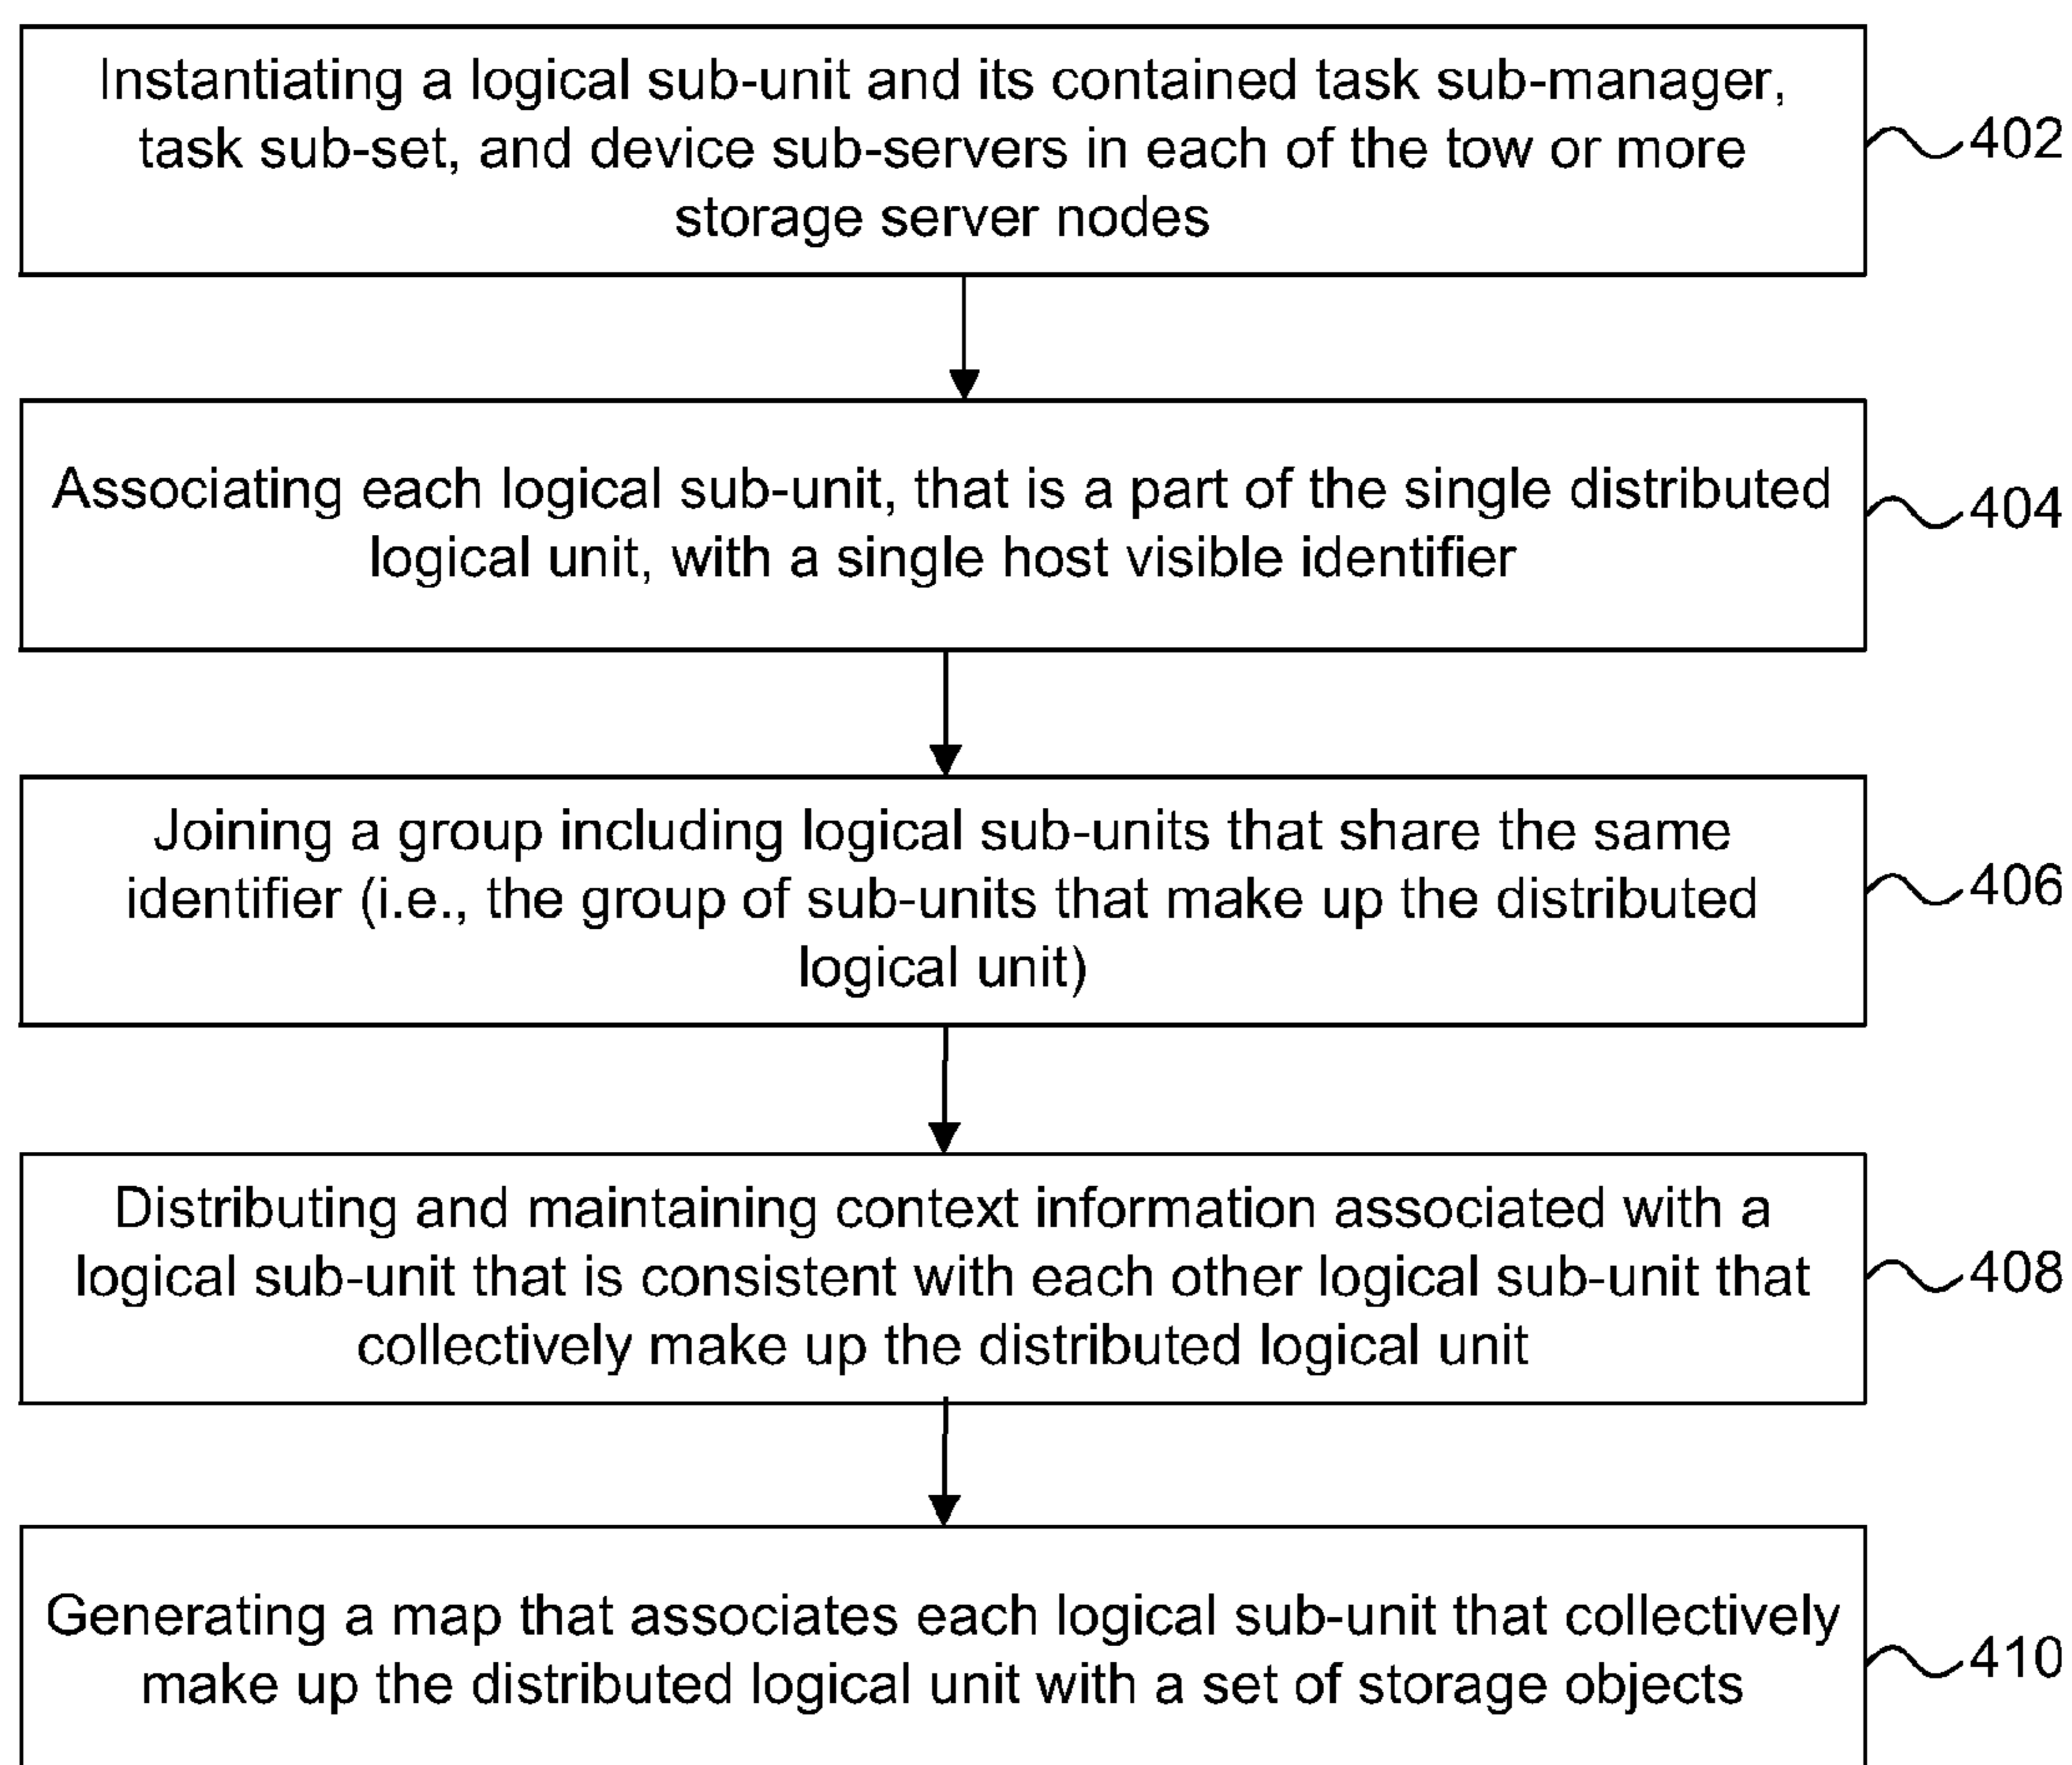 Instantiating a logical sub-unit and its contained task sub-manager,
task sub-set, and device sub-servers in each of the tow or more
storage server nodes
402
Associating each logical sub-unit, that is a part of the single distributed
logical unit, with a single host visible identifier
404
Joining a group including logical sub-units that share the same
identifier (i.e., the group of sub-units that make up the distributed
logical unit)
406
Distributing and maintaining context information associated with a
logical sub-unit that is consistent with each other logical sub-unit that
collectively make up the distributed logical unit
408
Generating a map that associates each logical sub-unit that collectively
make up the distributed logical unit with a set of storage objects
410